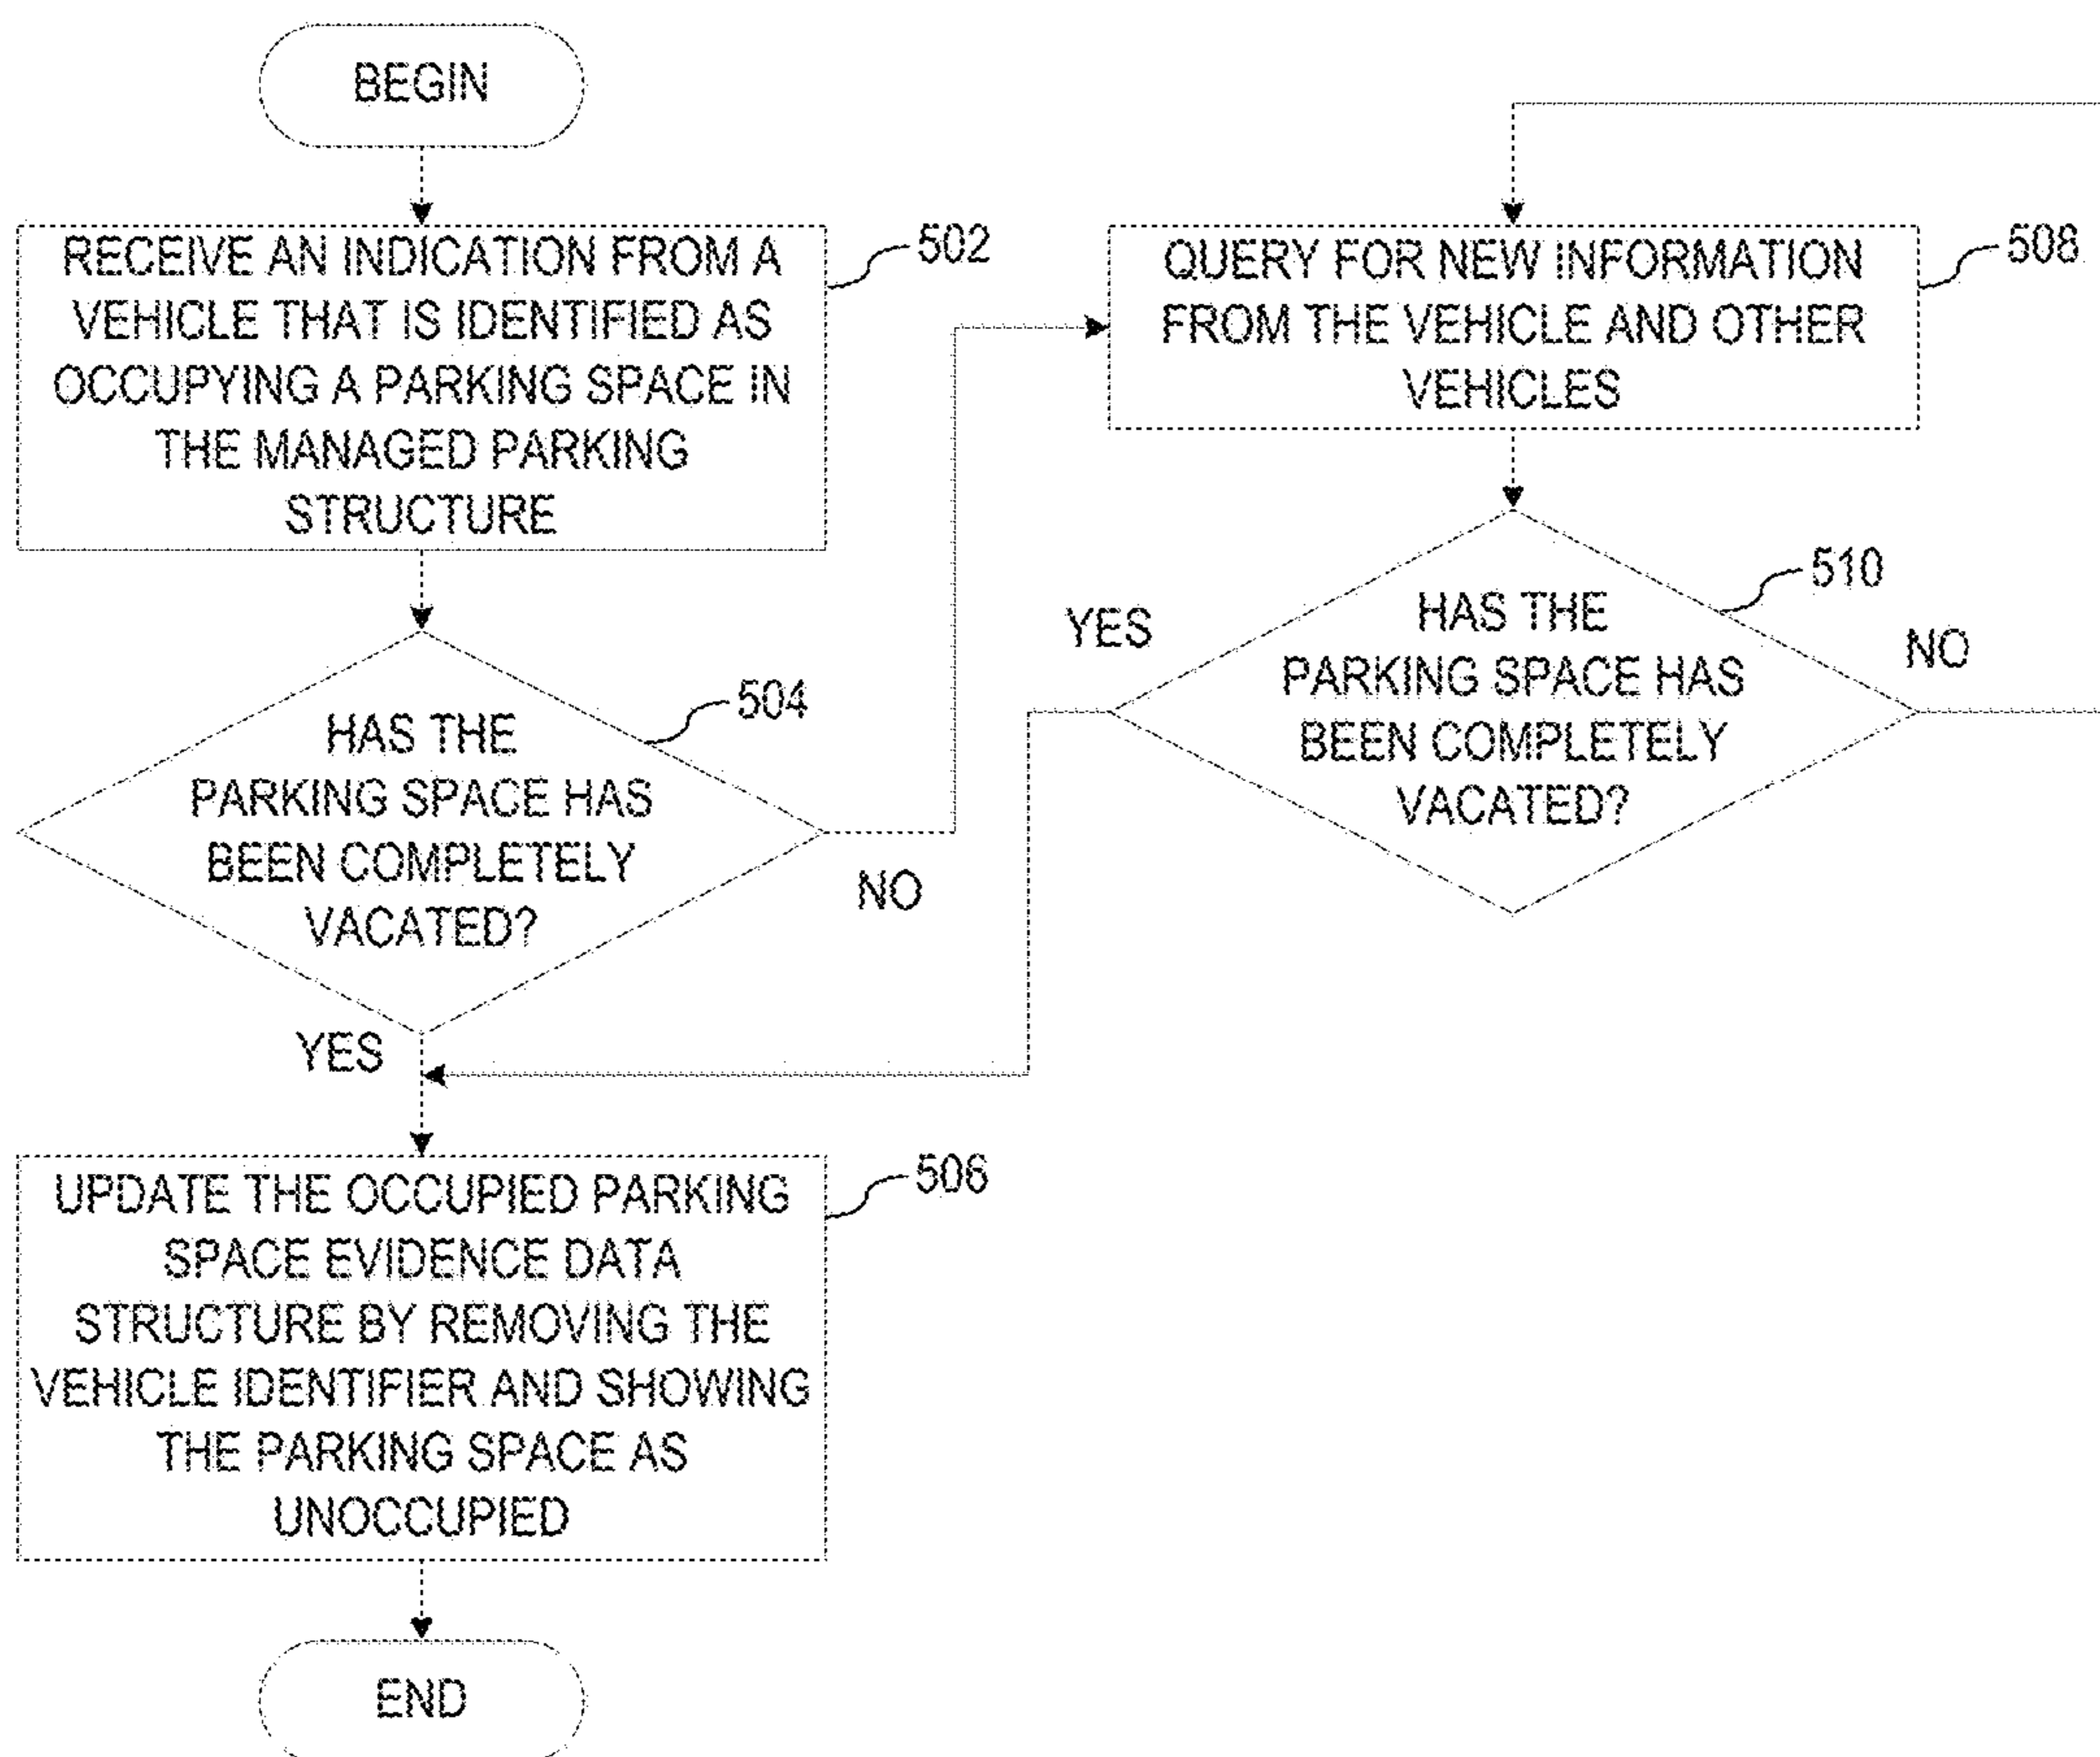 BEGIN
RECEIVE AN INDICATION FROM A
VEHICLE THAT IS IDENTIFIED AS
OCCUPYING A PARKING SPACE IN
THE MANAGED PARKING
STRUCTURE
502
HAS THE
PARKING SPACE HAS
BEEN COMPLETELY
VACATED?
504
NO
YES
UPDATE THE OCCUPIED PARKING
SPACE EVIDENCE DATA
STRUCTURE BY REMOVING THE
VEHICLE IDENTIFIER AND SHOWING
THE PARKING SPACE AS
UNOCCUPIED
506
END
QUERY FOR NEW INFORMATION
FROM THE VEHICLE AND OTHER
VEHICLES
508
HAS THE
PARKING SPACE HAS
BEEN COMPLETELY
VACATED?
510
YES
NO